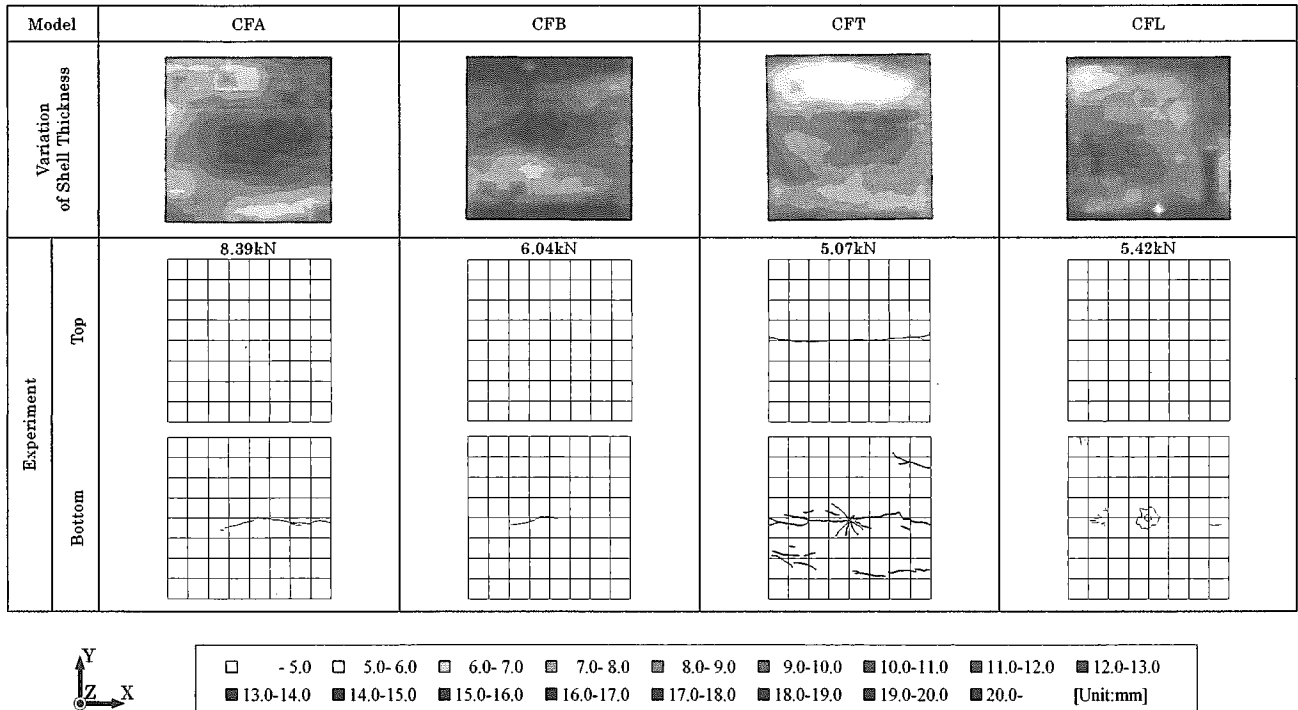 Model CFA CFB CFT CFL
Variation
of Shell Thickness
8.39kN 6.04kN 5.07kN 5.42kN
Experiment
Top
Bottom
Y
Z X
- 5.0 5.0-6.0 6.0- 7.0 7.0- 8.0 8.0- 9.0 9.0-10.0 10.0-11.0 11.0-12.0 12.0-13.0
13.0-14.0 14.0-15.0 15.0-16.0 16.0-17.0 17.0-18.0 18.0-19.0 19.0-20.0 20.0- [Unit:mm]